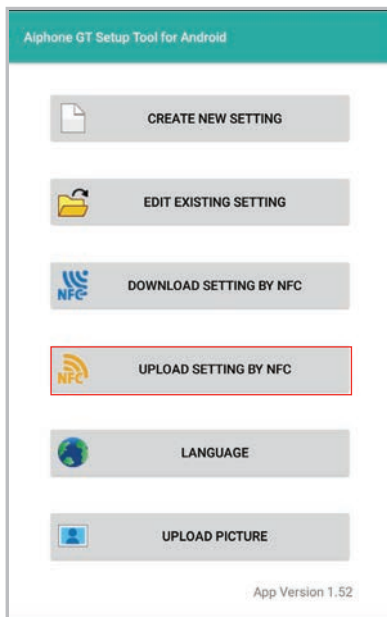 Aiphone GT Setup Tool for Android
CREATE NEW SETTING
EDIT EXISTING SETTING
NFC
DOWNLOAD SETTING BY NFC
NFC
UPLOAD SETTING BY NFC
LANGUAGE
UPLOAD PICTURE
App Version 1.52